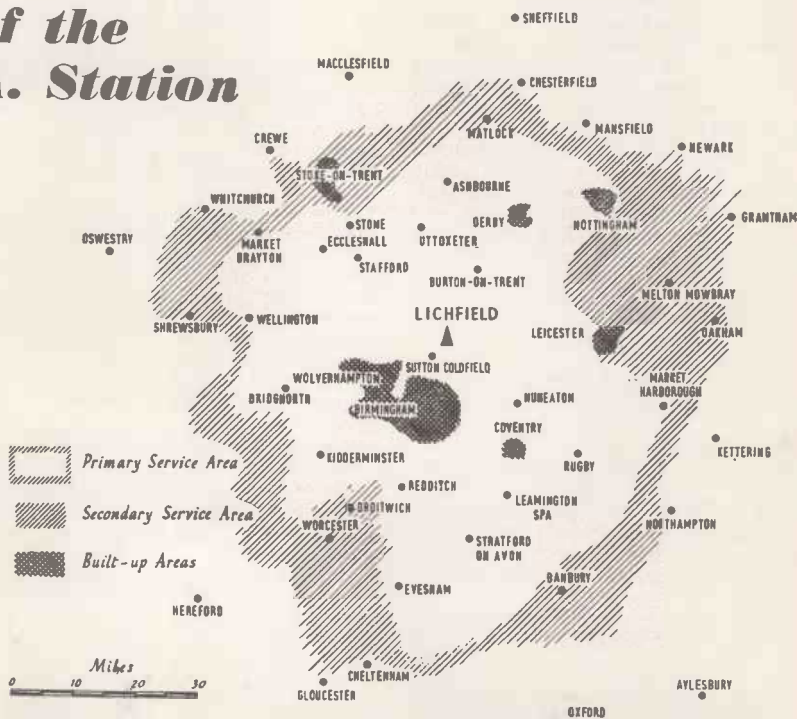 of the
A. Station
SHEFFIELD
MACCLESFIELD
CHESTERFIELD
MATLOCK
MANSFIELD
CREWE
NEWARK
STOKE-ON-TRENT
ASHBOURNE
WHITCHURCH
DERBY
NOTTINGHAM
GRANTHAM
STONE
UTTOXETER
OSWESTRY
MARKET
DRAYTON
ECCLESHALL
STAFFORD
BURTON-ON-TRENT
MELTON MOWBRAY
SHREWSBURY
WELLINGTON
LICHFIELD
LEICESTER
OAKHAM
SUTTON COLDFIELD
WOLVERHAMPTON
BRIDGNORTH
BIRMINGHAM
NUNEATON
MARKET
HARBOROUGH
COVENTRY
KETTERING
KIDDERMINSTER
RUGBY
Primary Service Area
REDDITCH
LEAMINGTON
SPA
DROITWICH
Secondary Service Area
NORTHAMPTON
WORCESTER
STRATFORD
ON AVON
Built-up Areas
EVESHAM
BANBURY
HEREFORD
Miles
0 10 20 30
CHELTENHAM
GLOUCESTER
AYLESBURY
OXFORD